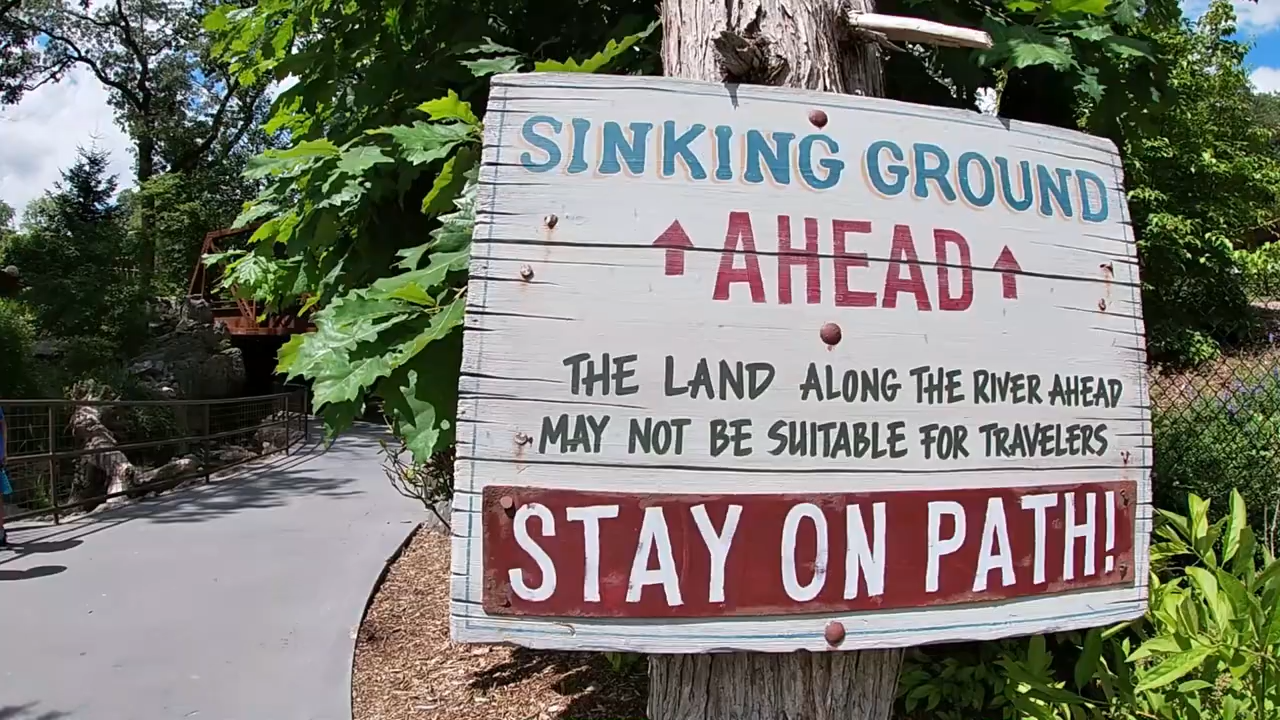 SINKING GROUND
AHEAD
THE LAND ALONG THE RIVER AHEAD
MAY NOT BE SUITABLE FOR TRAVELERS
STAY ON PATH!